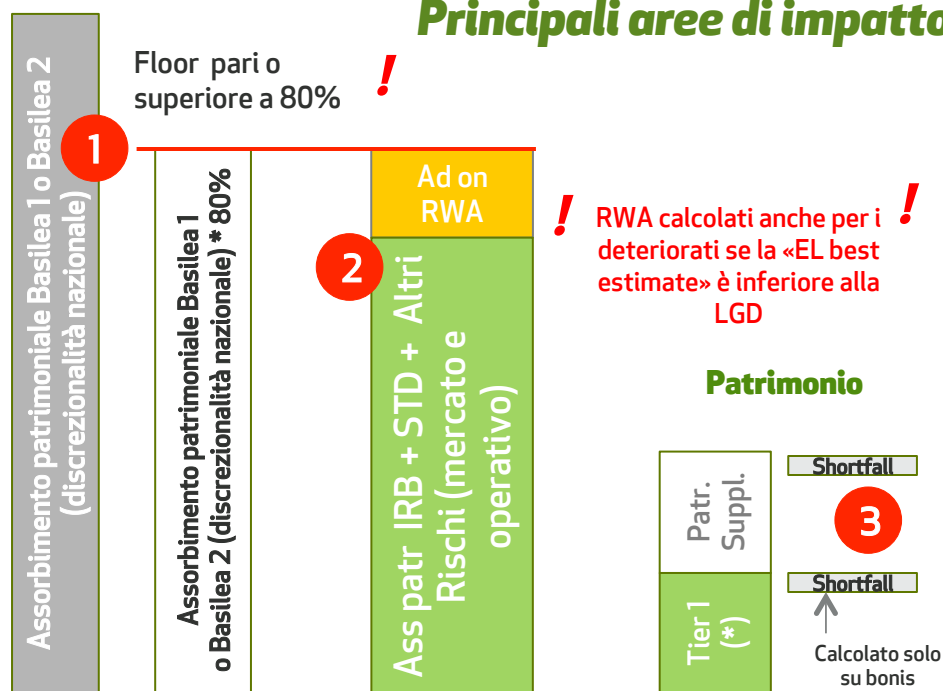 Principali aree di impatto
Floor pari o
superiore a 80%
!
1
Assorbimento patrimoniale Basilea 1 o Basilea 2
(discrezionalità nazionale)
Assorbimento patrimoniale Basilea 1
o Basilea 2 (discrezionalità nazionale) * 80%
Ad on
RWA
2
Ass patr IRB + STD + Altri
Rischi (mercato e
operativo)
!
RWA calcolati anche per i
deteriorati se la «EL best
estimate» è inferiore alla
LGD
!
Patrimonio
Patr.
Suppl.
Tier 1
(*)
Shortfall
3
Shortfall
Calcolato solo
su bonis